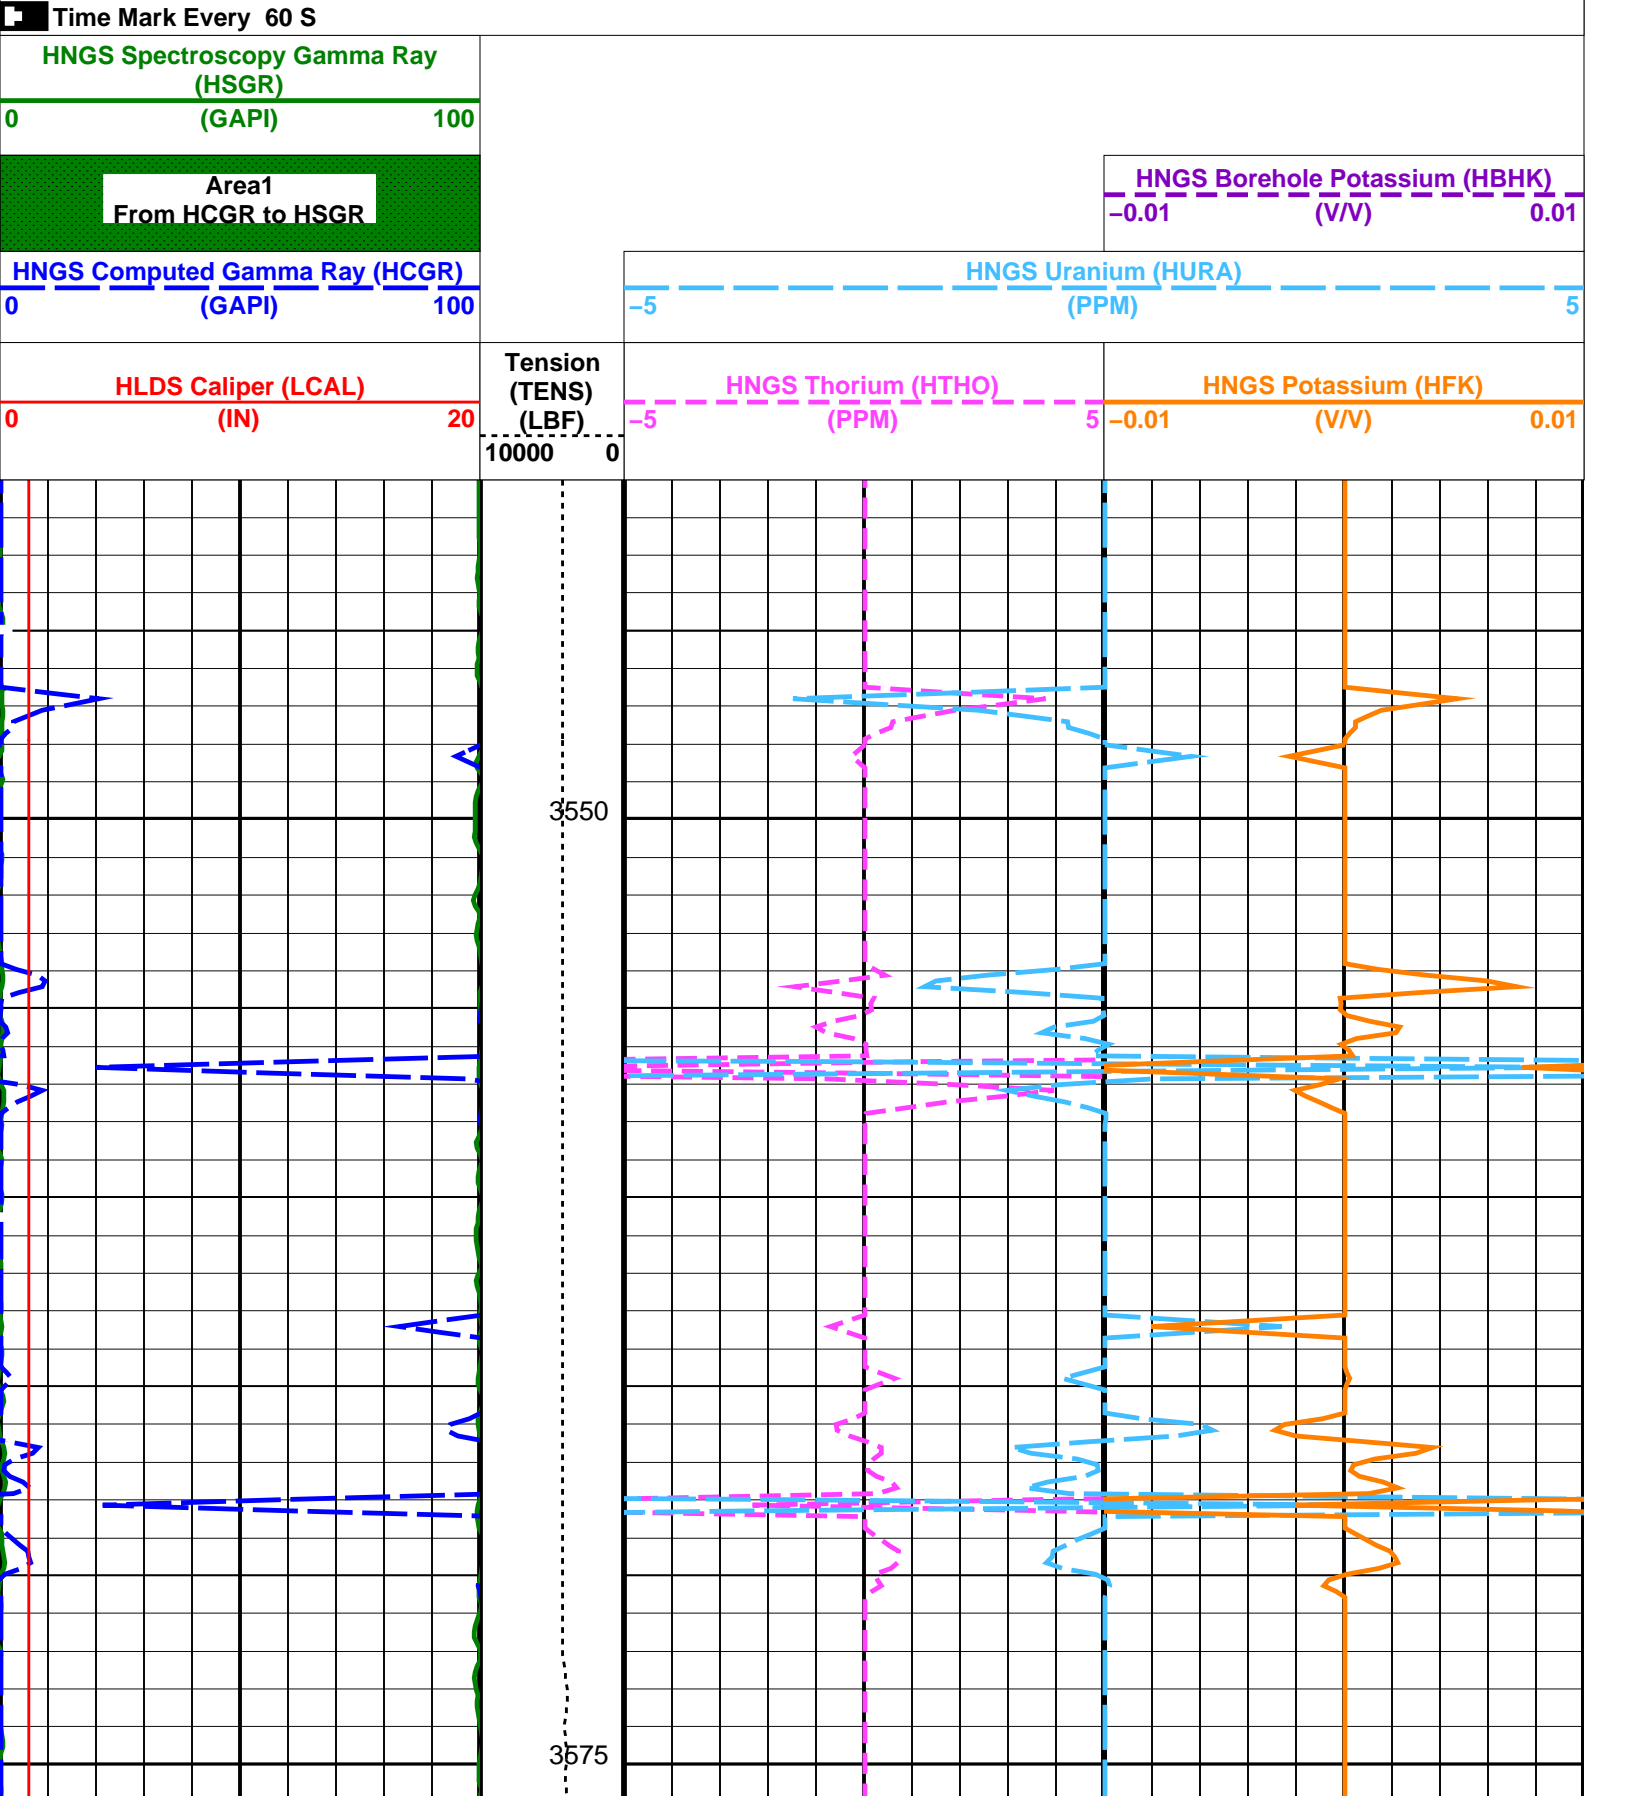 Time Mark Every  60 S
HNGS Spectroscopy Gamma Ray
(HSGR)
0 (GAPI) 100
Area1
From HCGR to HSGR
HNGS Borehole Potassium (HBHK)
−0.01 (V/V) 0.01
HNGS Computed Gamma Ray (HCGR)
0 (GAPI) 100
HNGS Uranium (HURA)
−5 (PPM) 5
HLDS Caliper (LCAL)
0 (IN) 20
Tension
(TENS)
(LBF)
10000 0
HNGS Thorium (HTHO)
−5 (PPM) 5
HNGS Potassium (HFK)
−0.01 (V/V) 0.01
3550
3575